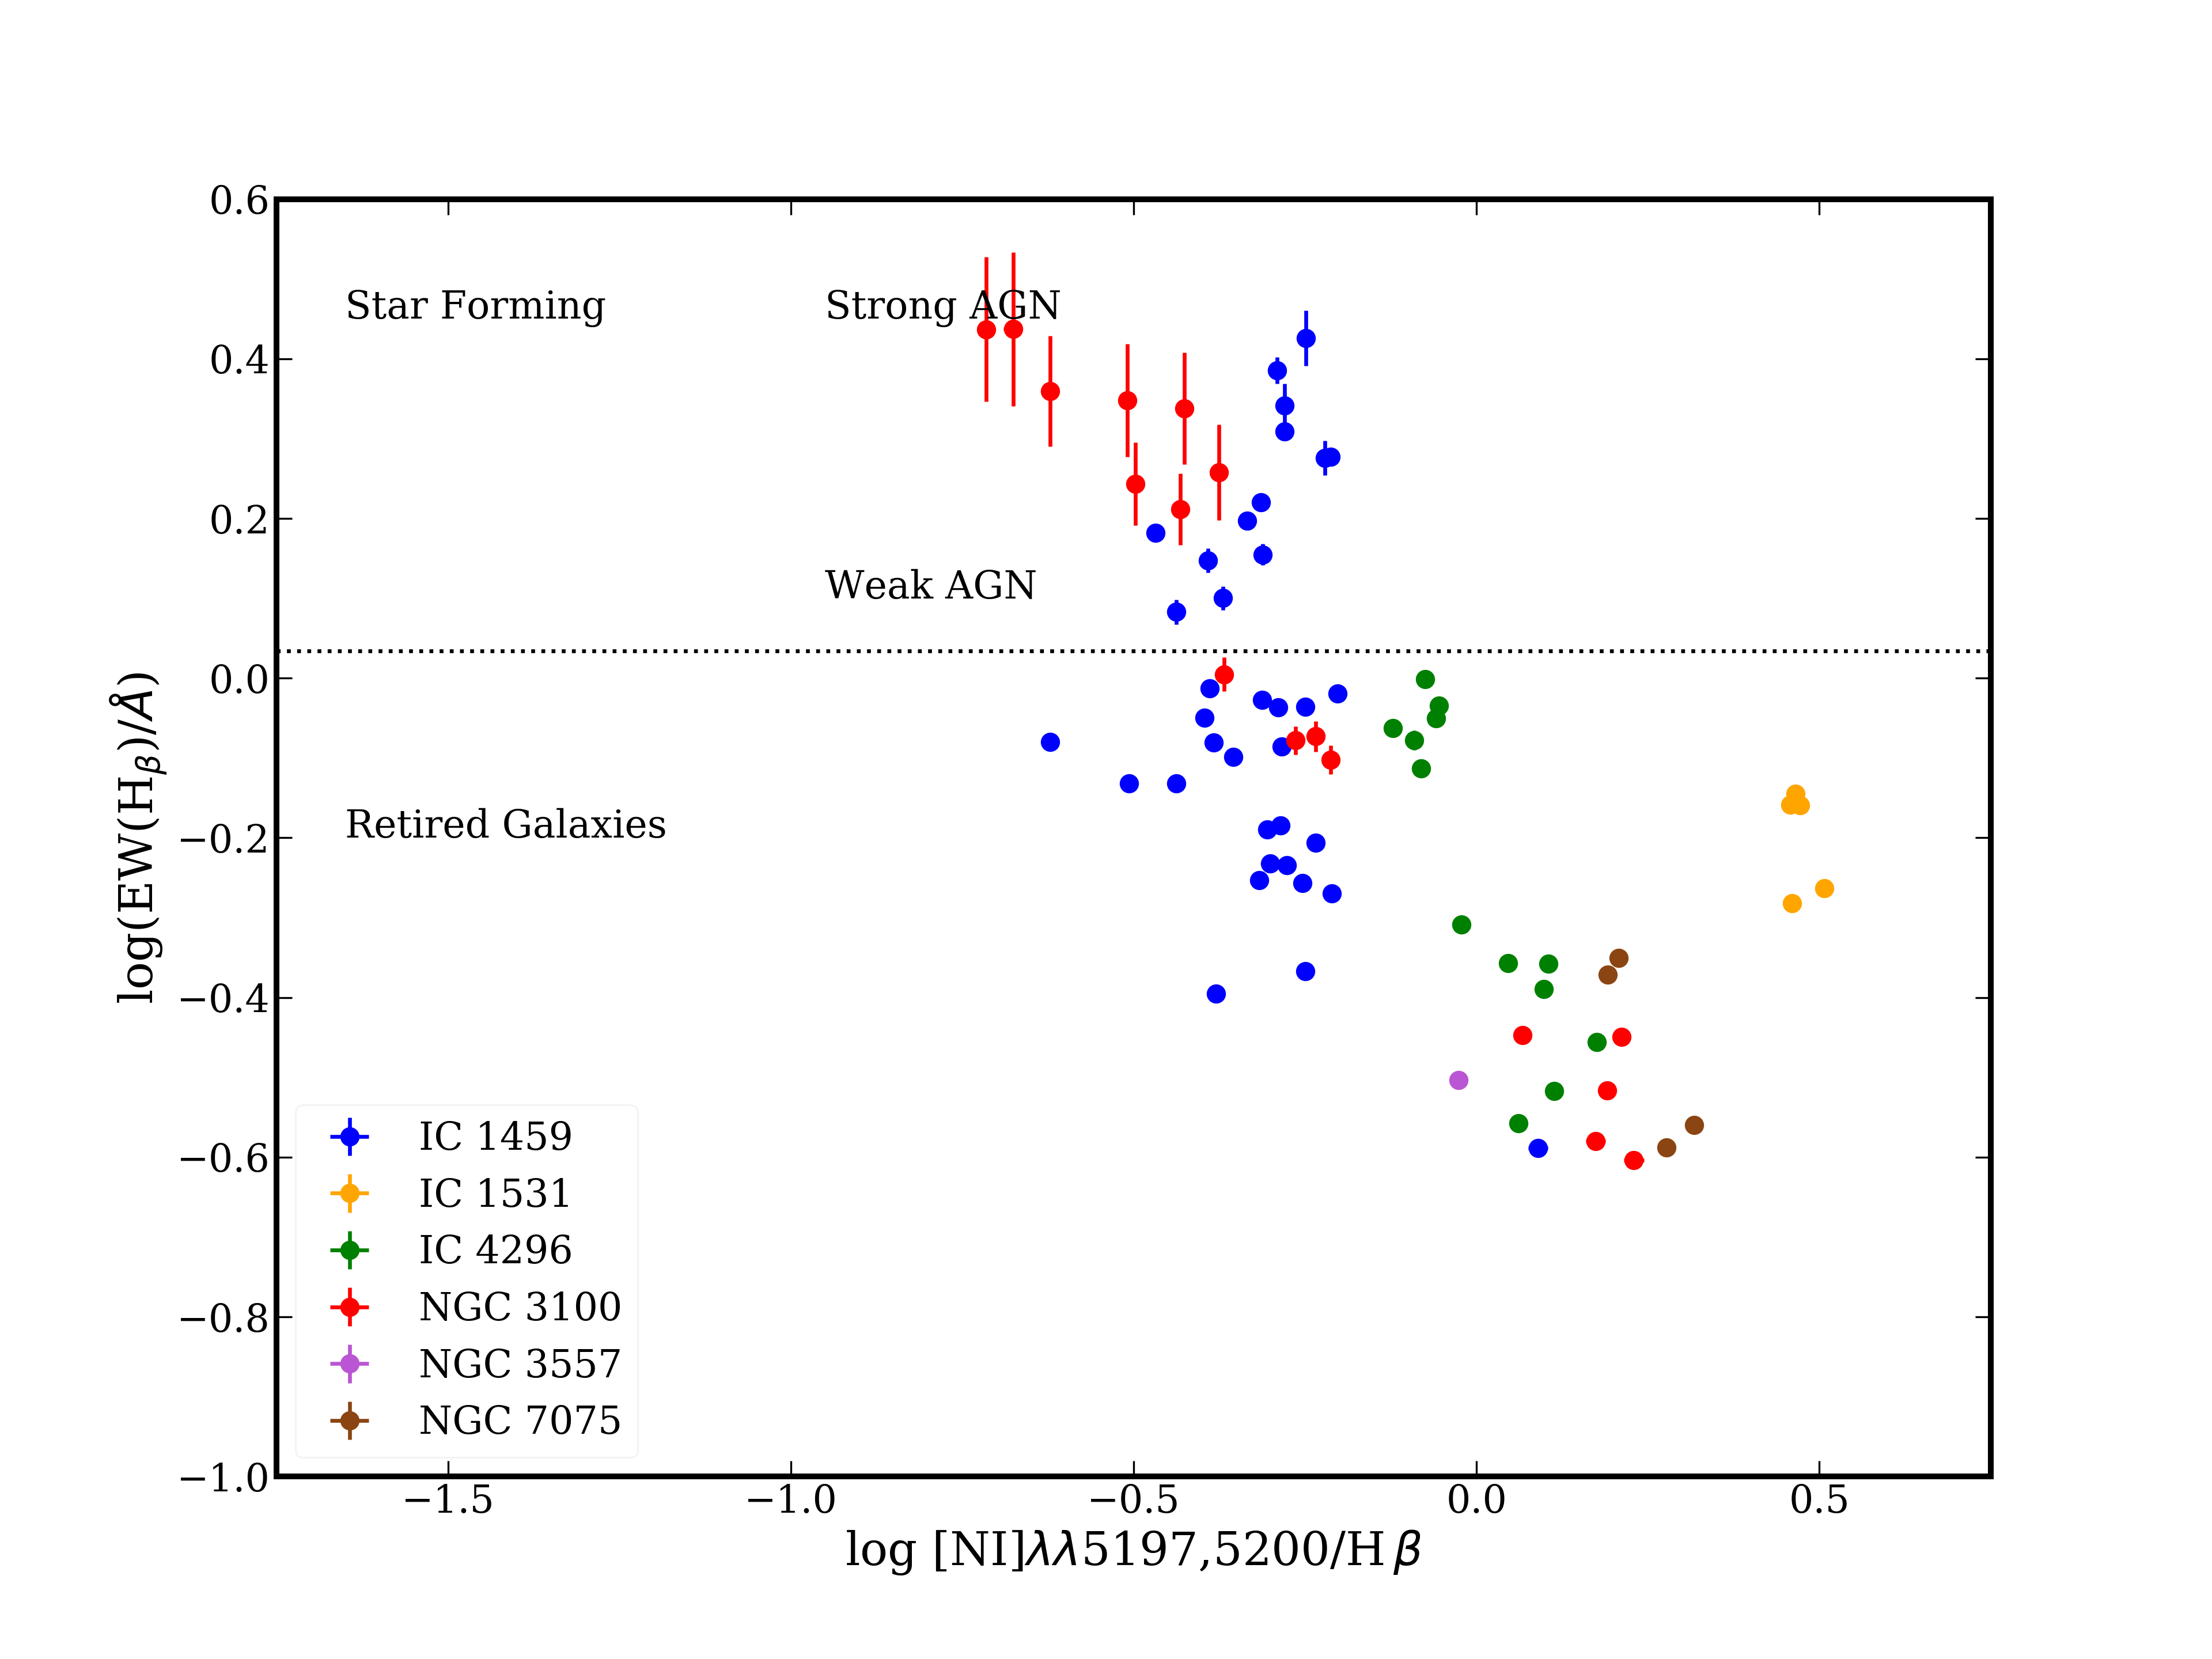 0.6
0.4
0.2
0.0
−0.2
−0.4
−0.6
−0.8
−1.0
log(EW(Hβ)/Å)
Star Forming
Strong AGN
Weak AGN
Retired Galaxies
IC 1459
IC 1531
IC 4296
NGC 3100
NGC 3557
NGC 7075
−1.5 −1.0 −0.5 0.0 0.5
log [NI]λλ5197,5200/Hβ